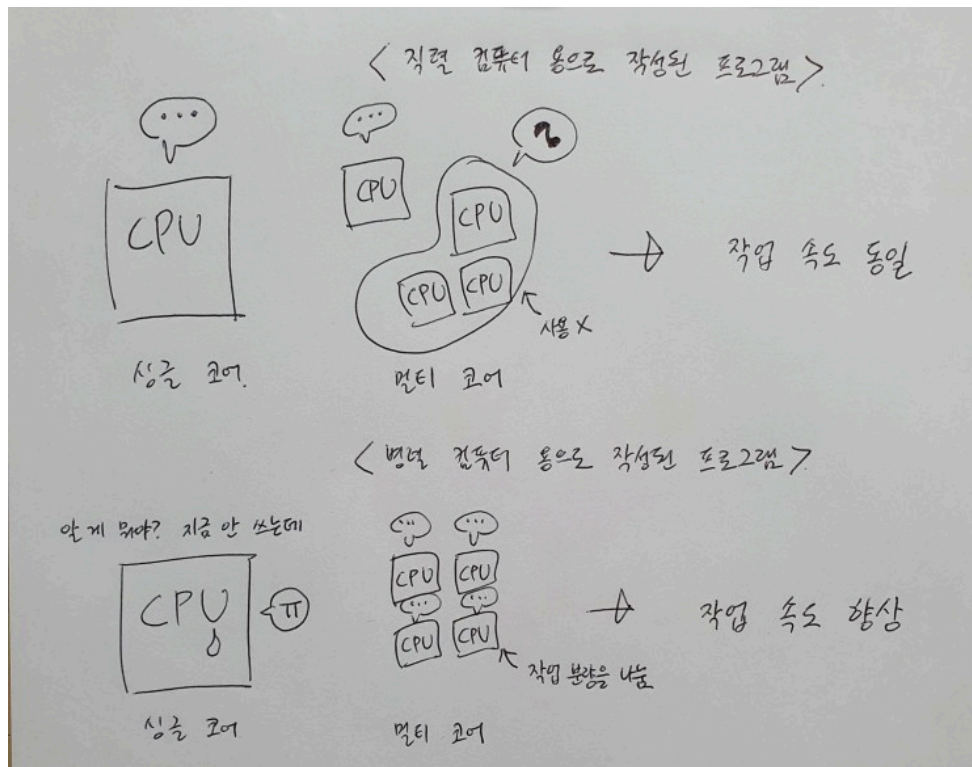 < 직렬 컴퓨터 용으로 작성된 프로그램 >
...
...
CPU
CPU
CPU
CPU
CPU
→ 작업 속도 동일
사용 X
싱글 코어.
멀티 코어
< 병렬 컴퓨터 용으로 작성된 프로그램 >
알 게 뭐야? 지금 안 쓰는데
CPU
ㅠ
...
...
CPU
CPU
...
...
CPU
CPU
→ 작업 속도 향상
작업 분량을 나눔
싱글 코어
멀티 코어